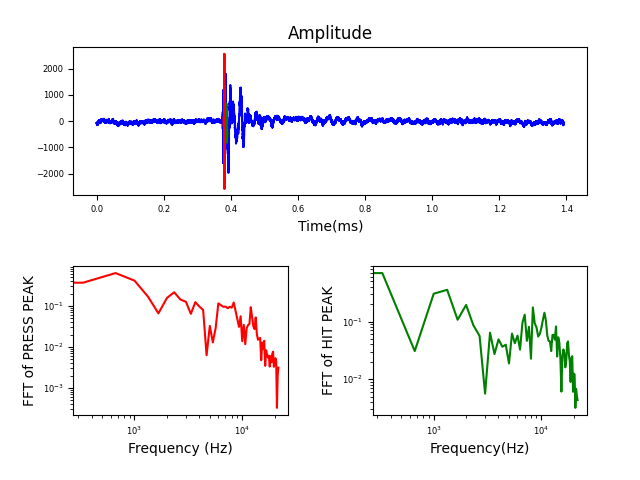 Amplitude
2000
1000
0
−1000
−2000
0.0 0.2 0.4 0.6 0.8 1.0 1.2 1.4
Time(ms)
FFT of PRESS PEAK
10⁻¹
10⁻²
10⁻³
10³ 10⁴
Frequency (Hz)
FFT of HIT PEAK
10⁻¹
10⁻²
10³ 10⁴
Frequency(Hz)